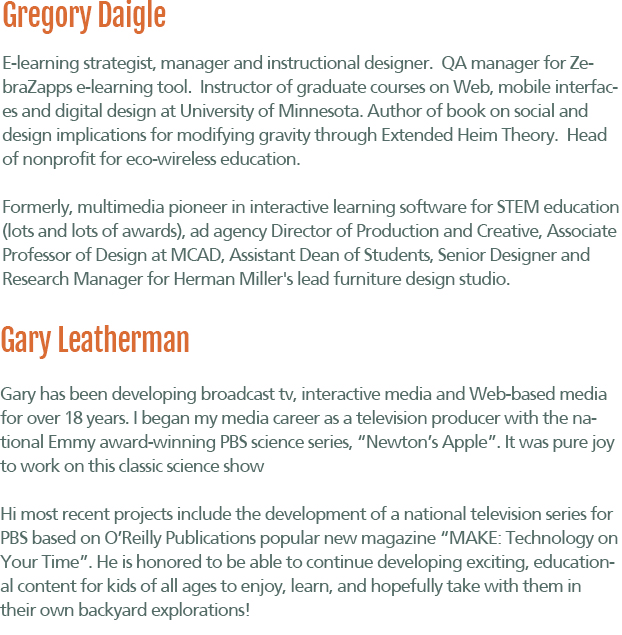 Gregory Daigle
E-learning strategist, manager and instructional designer.  QA manager for Ze-
braZapps e-learning tool.  Instructor of graduate courses on Web, mobile interfac-
es and digital design at University of Minnesota. Author of book on social and
design implications for modifying gravity through Extended Heim Theory.  Head
of nonprofit for eco-wireless education.
Formerly, multimedia pioneer in interactive learning software for STEM education
(lots and lots of awards), ad agency Director of Production and Creative, Associate
Professor of Design at MCAD, Assistant Dean of Students, Senior Designer and
Research Manager for Herman Miller's lead furniture design studio.
Gary Leatherman
Gary has been developing broadcast tv, interactive media and Web-based media
for over 18 years. I began my media career as a television producer with the na-
tional Emmy award-winning PBS science series, “Newton’s Apple”. It was pure joy
to work on this classic science show
Hi most recent projects include the development of a national television series for
PBS based on O’Reilly Publications popular new magazine “MAKE: Technology on
Your Time”. He is honored to be able to continue developing exciting, education-
al content for kids of all ages to enjoy, learn, and hopefully take with them in
their own backyard explorations!